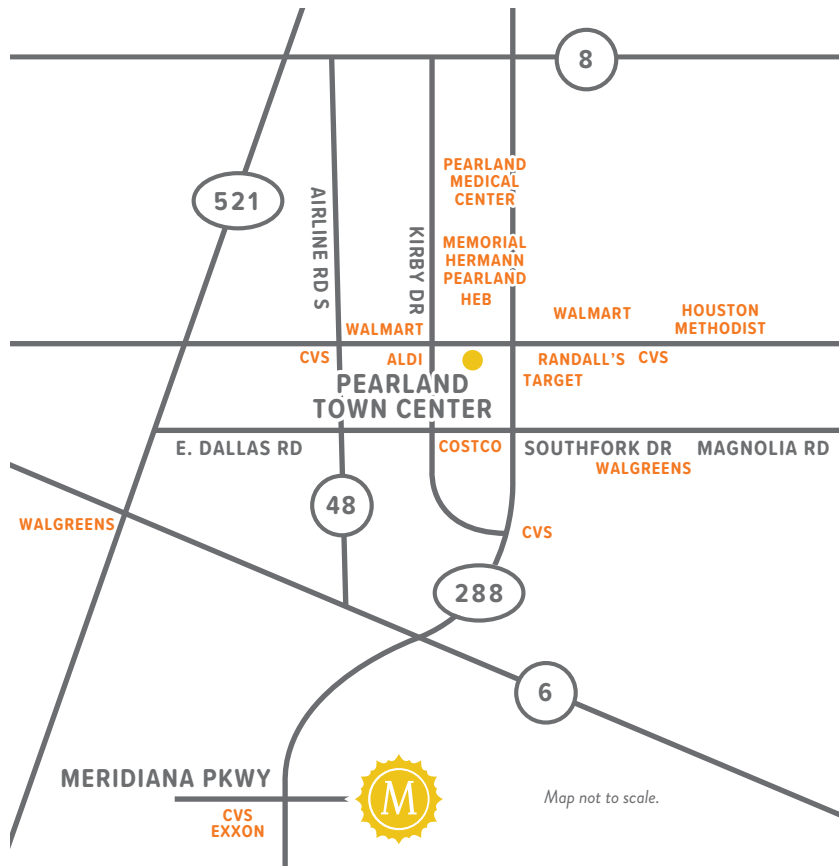 8
PEARLAND
MEDICAL
CENTER
521
AIRLINE RD S
KIRBY DR
MEMORIAL
HERMANN
PEARLAND
HEB
WALMART
WALMART
HOUSTON
METHODIST
CVS
ALDI
RANDALL'S
CVS
TARGET
PEARLAND
TOWN CENTER
E. DALLAS RD
COSTCO
SOUTHFORK DR
MAGNOLIA RD
WALGREENS
48
WALGREENS
CVS
288
6
MERIDIANA PKWY
M
Map not to scale.
CVS
EXXON